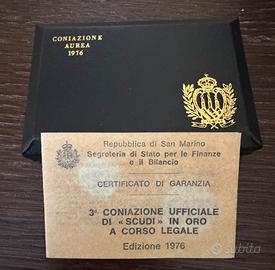 CONIAZIONE
AUREA
1976
Repubblica di San Marino
Segreteria di Stato per le Finanze
e il Bilancio
CERTIFICATO DI GARANZIA
3ª CONIAZIONE UFFICIALE
DI «SCUDI» IN ORO
A CORSO LEGALE
Edizione 1976
subito